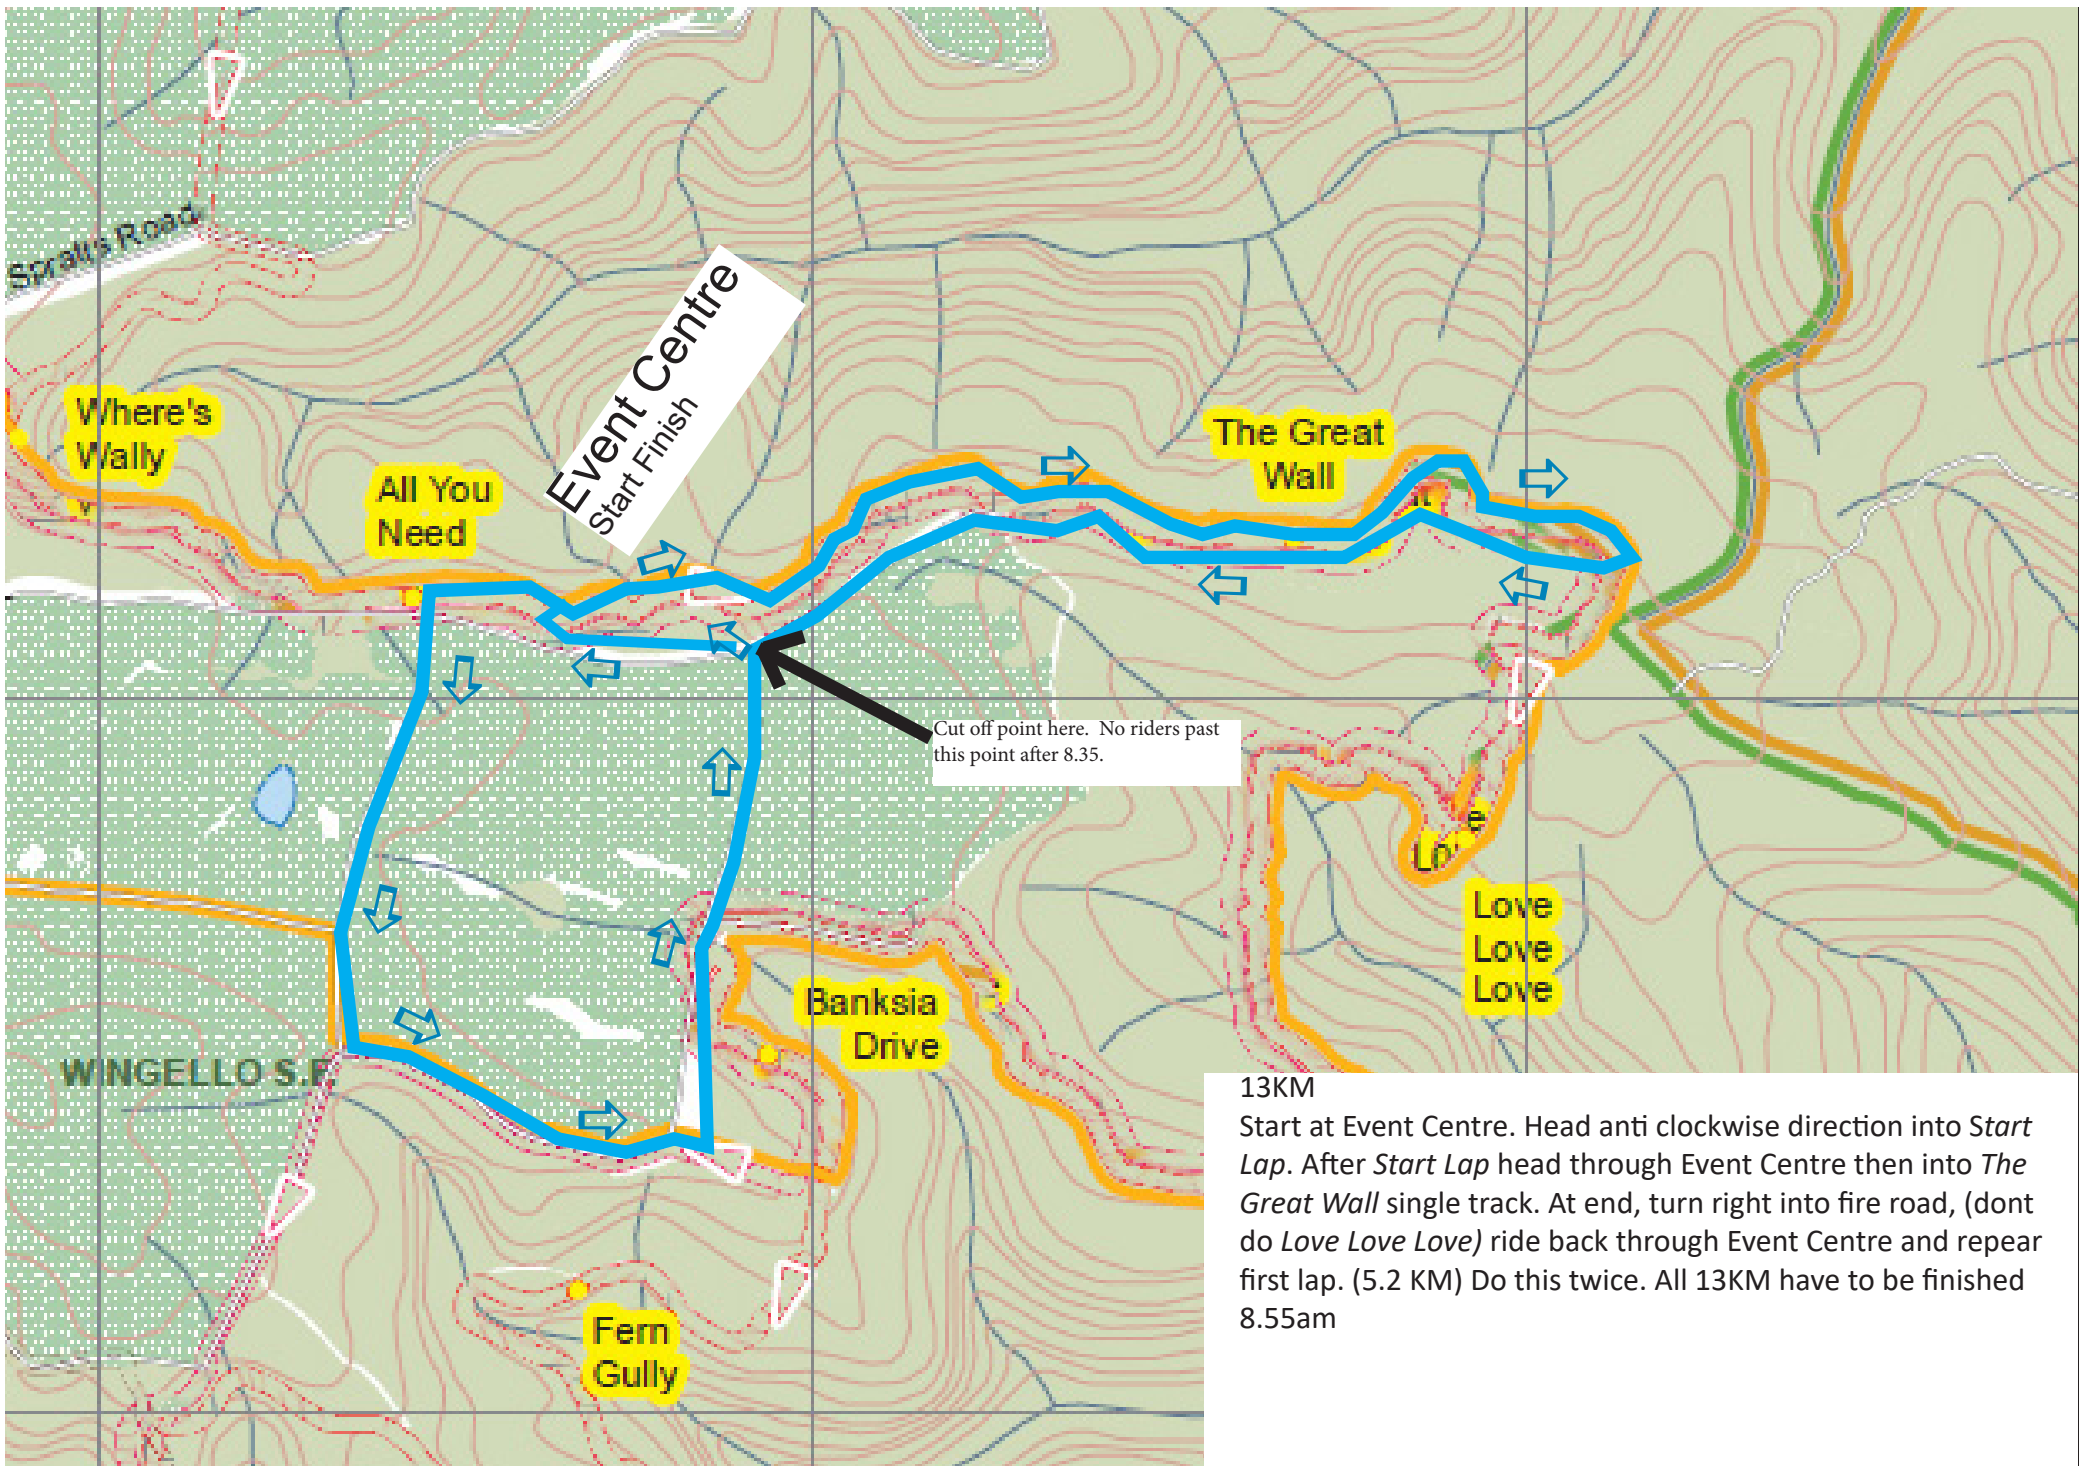 Spratts Road
Where's
Wally
All You
Need
Event Centre
Start Finish
The Great
Wall
Cut off point here. No riders past
this point after 8.35.
Love
Love
Love
Banksia
Drive
WINGELLO S.F.
Fern
Gully
13KM
Start at Event Centre. Head anti clockwise direction into Start
Lap. After Start Lap head through Event Centre then into The
Great Wall single track. At end, turn right into fire road, (dont
do Love Love Love) ride back through Event Centre and repear
first lap. (5.2 KM) Do this twice. All 13KM have to be finished
8.55am